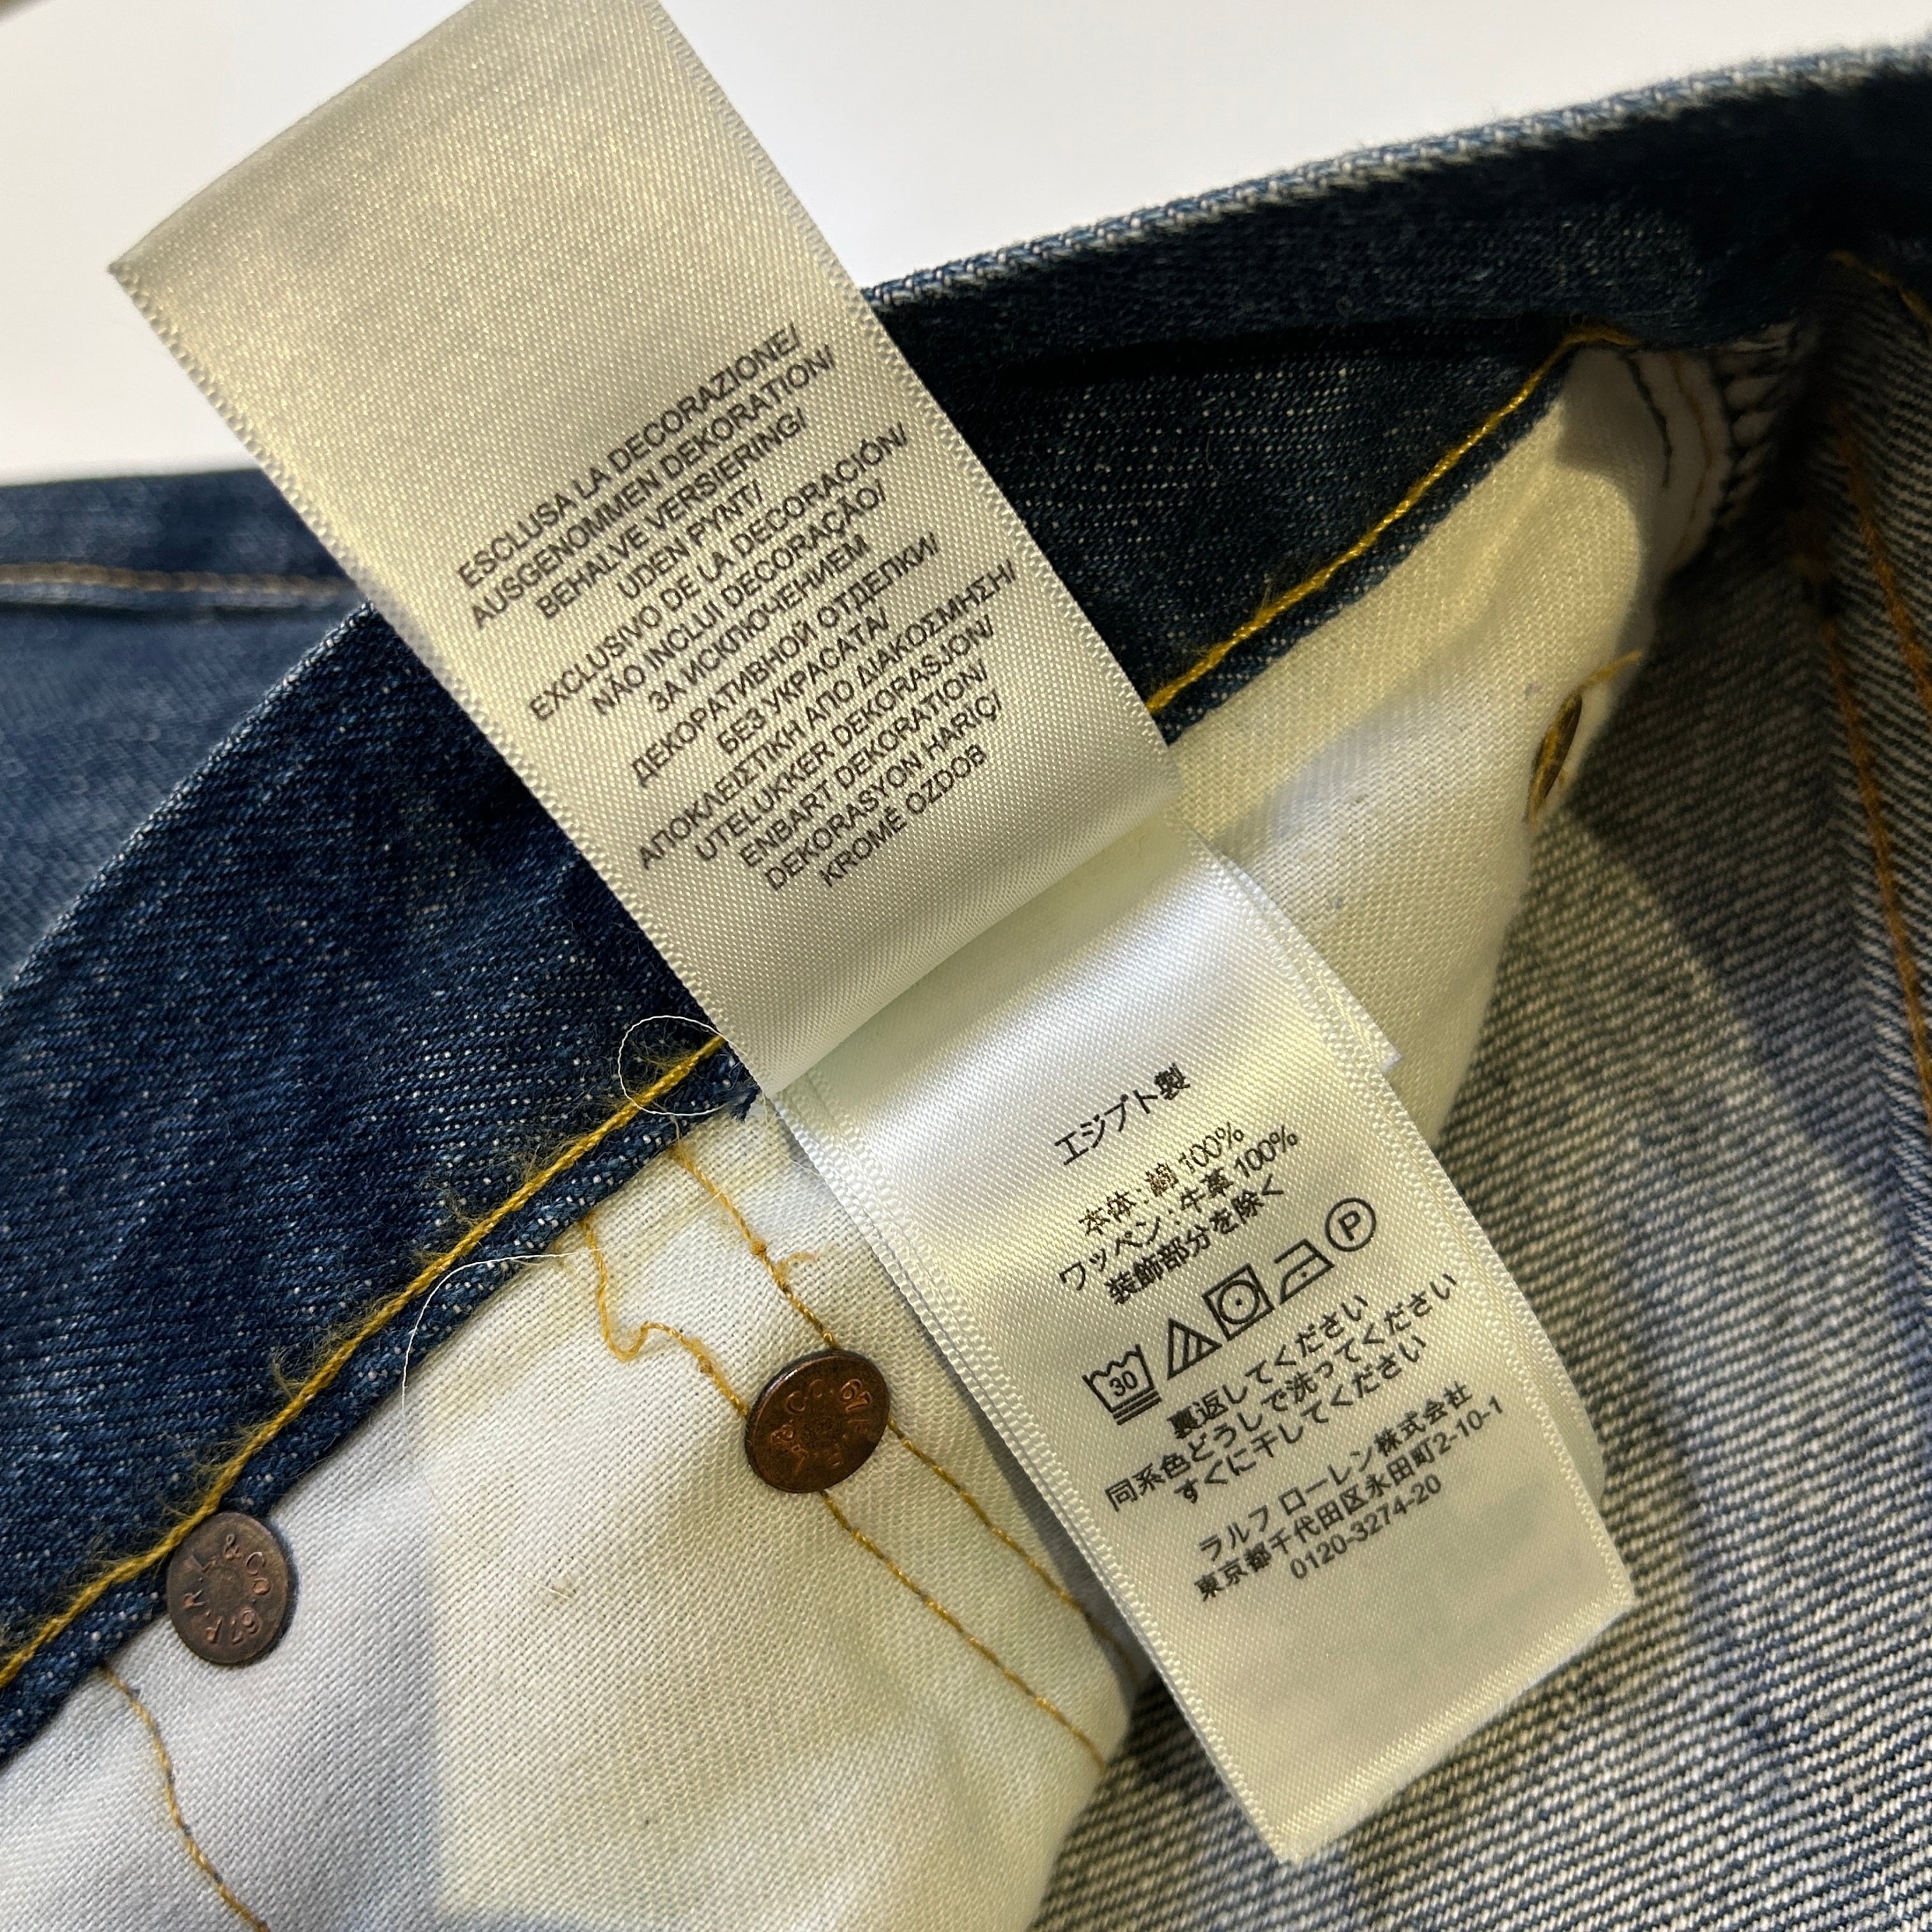 ESCLUSA LA DECORAZIONE/
AUSGENOMMEN DEKORATION/
BEHALVE VERSIERING/
UDEN PYNT/
EXCLUSIVO DE LA DECORACIÓN/
NÃO INCLUI DECORAÇÃO/
ЗА ИСКЛЮЧЕНИЕМ
ДЕКОРАТИВНОЙ ОТДЕЛКИ/
БЕЗ УКРАСАТА/
ΑΠΟΚΛΕΙΣΤΙΚΗ ΑΠΟ ΔΙΑΚΟΣΜΗΣΗ/
UTELUKKER DEKORASJON/
ENBART DEKORATION/
DEKORASYON HARIÇ/
KROMĚ OZDOB
エジプト製
本体:綿 100%
ワッペン:牛革 100%
装飾部分を除く
30
P
裏返してください
同系色どうしで洗ってください
すぐに干してください
ラルフ ローレン株式会社
東京都千代田区永田町2-10-1
0120-3274-20
& CO. 67
R L & CO. 67